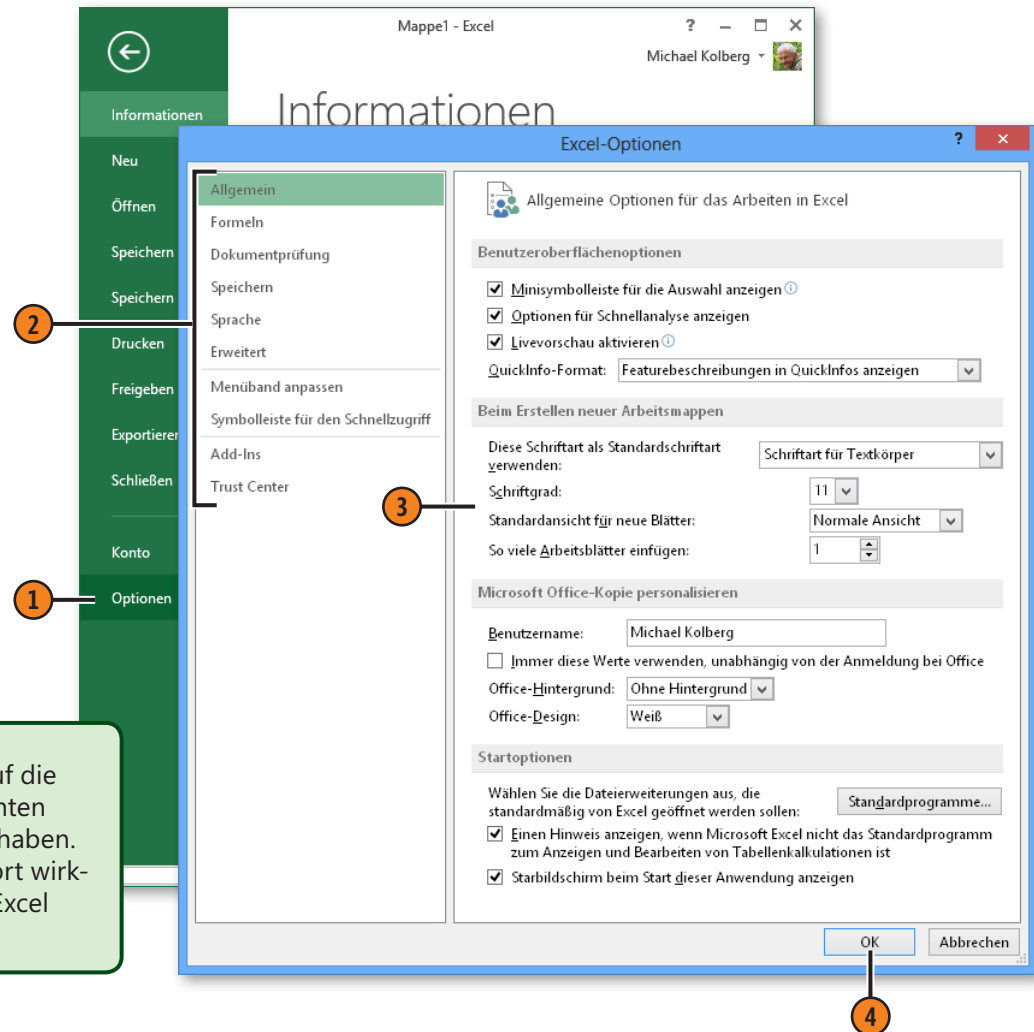 Mappe1 - Excel
?
Michael Kolberg
Informationen
Informationen
Neu
Öffnen
Speichern
Speichern
Drucken
Freigeben
Exportieren
Schließen
Konto
Optionen
Excel-Optionen
?
Allgemein
Formeln
Dokumentprüfung
Speichern
Sprache
Erweitert
Menüband anpassen
Symbolleiste für den Schnellzugriff
Add-Ins
Trust Center
Allgemeine Optionen für das Arbeiten in Excel
Benutzeroberflächenoptionen
Minisymbolleiste für die Auswahl anzeigen
Optionen für Schnellanalyse anzeigen
Livevorschau aktivieren
QuickInfo-Format: Featurebeschreibungen in QuickInfos anzeigen
Beim Erstellen neuer Arbeitsmappen
Diese Schriftart als Standardschriftart
verwenden: Schriftart für Textkörper
Schriftgrad: 11
Standardansicht für neue Blätter: Normale Ansicht
So viele Arbeitsblätter einfügen: 1
Microsoft Office-Kopie personalisieren
Benutzername: Michael Kolberg
Immer diese Werte verwenden, unabhängig von der Anmeldung bei Office
Office-Hintergrund: Ohne Hintergrund
Office-Design: Weiß
Startoptionen
Wählen Sie die Dateierweiterungen aus, die
standardmäßig von Excel geöffnet werden sollen: Standardprogramme...
Einen Hinweis anzeigen, wenn Microsoft Excel nicht das Standardprogramm
zum Anzeigen und Bearbeiten von Tabellenkalkulationen ist
Starbildschirm beim Start dieser Anwendung anzeigen
OK
Abbrechen
1
2
3
4
uf die
nten
haben.
ort wirk-
Excel